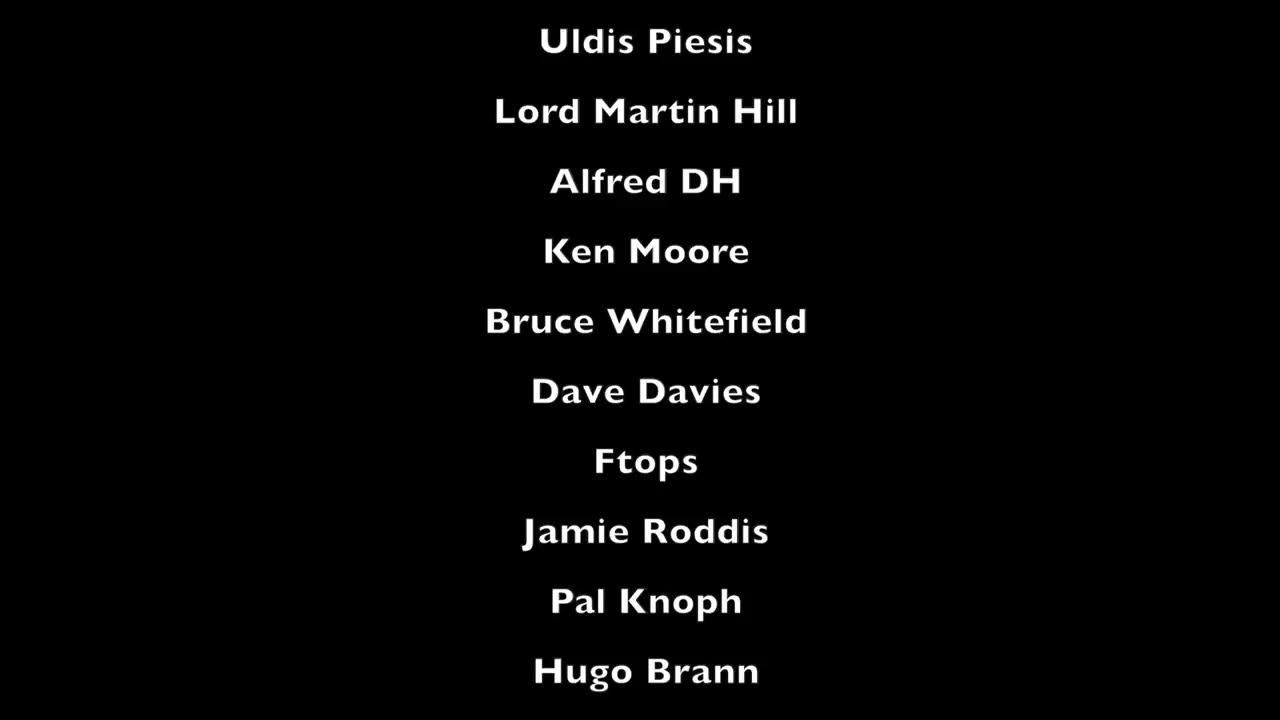 Uldis Piesis
Lord Martin Hill
Alfred DH
Ken Moore
Bruce Whitefield
Dave Davies
Ftops
Jamie Roddis
Pal Knoph
Hugo Brann